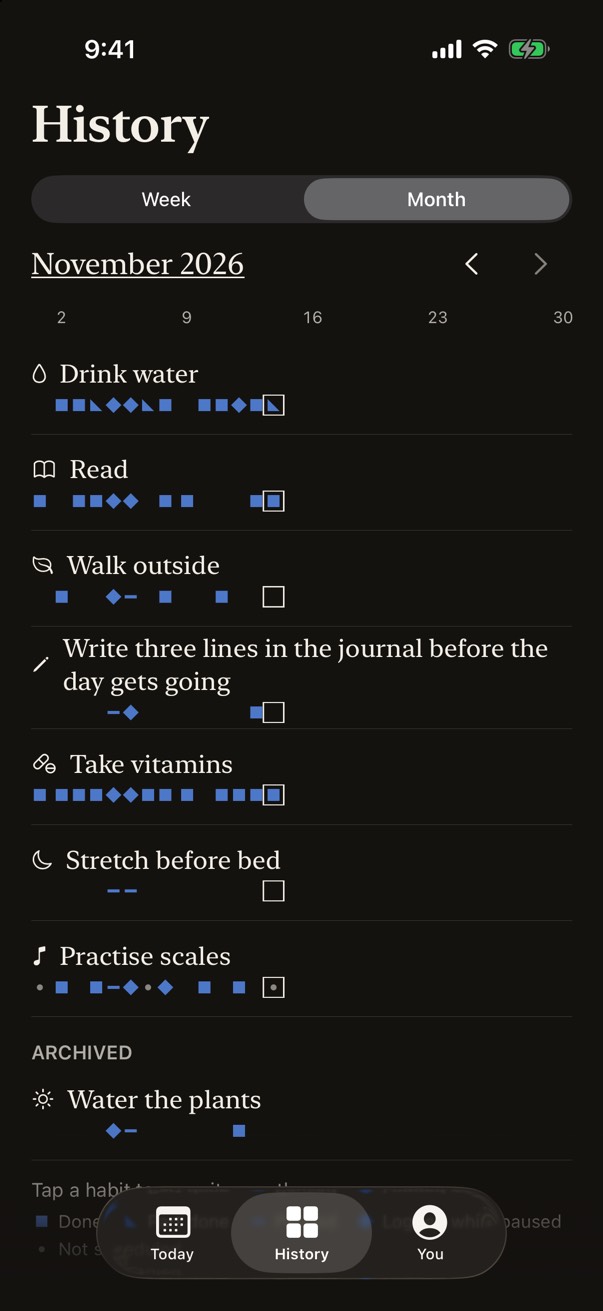 9:41
History
Week Month
November 2026
2 9 16 23 30
Drink water
Read
Walk outside
Write three lines in the journal before the
day gets going
Take vitamins
Stretch before bed
Practise scales
ARCHIVED
Water the plants
Tap a habit
Done paused
Not
Today History You